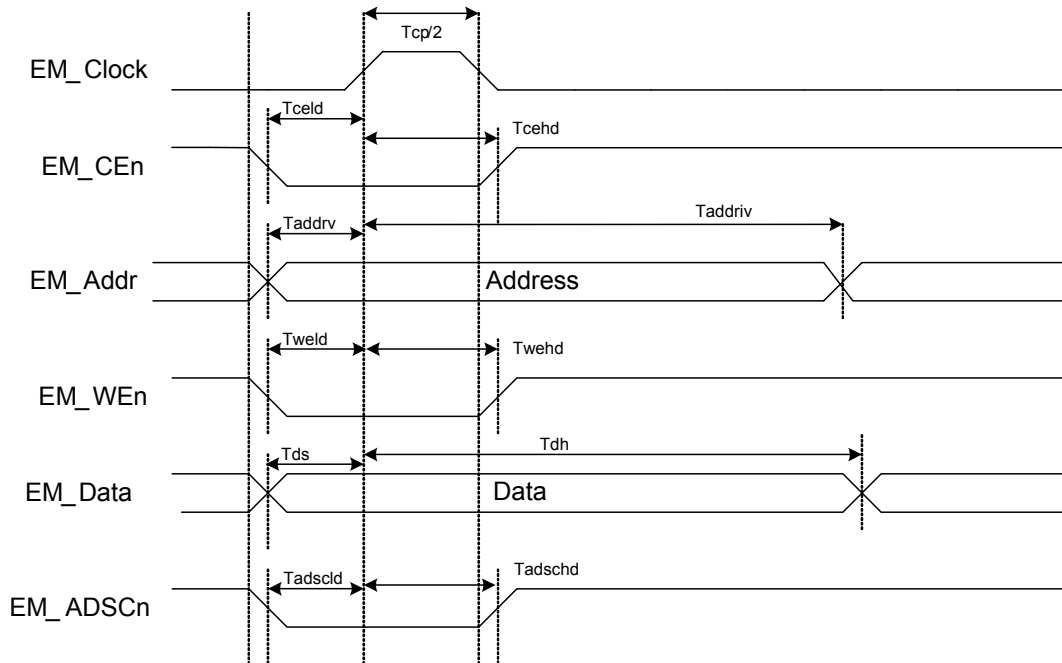 Tcp/2
EM_Clock
Tceld
Tcehd
EM_CEn
Taddrv
Taddriv
EM_Addr
Address
Tweld
Twehd
EM_WEn
Tds
Tdh
EM_Data
Data
Tadscld
Tadschd
EM_ADSCn